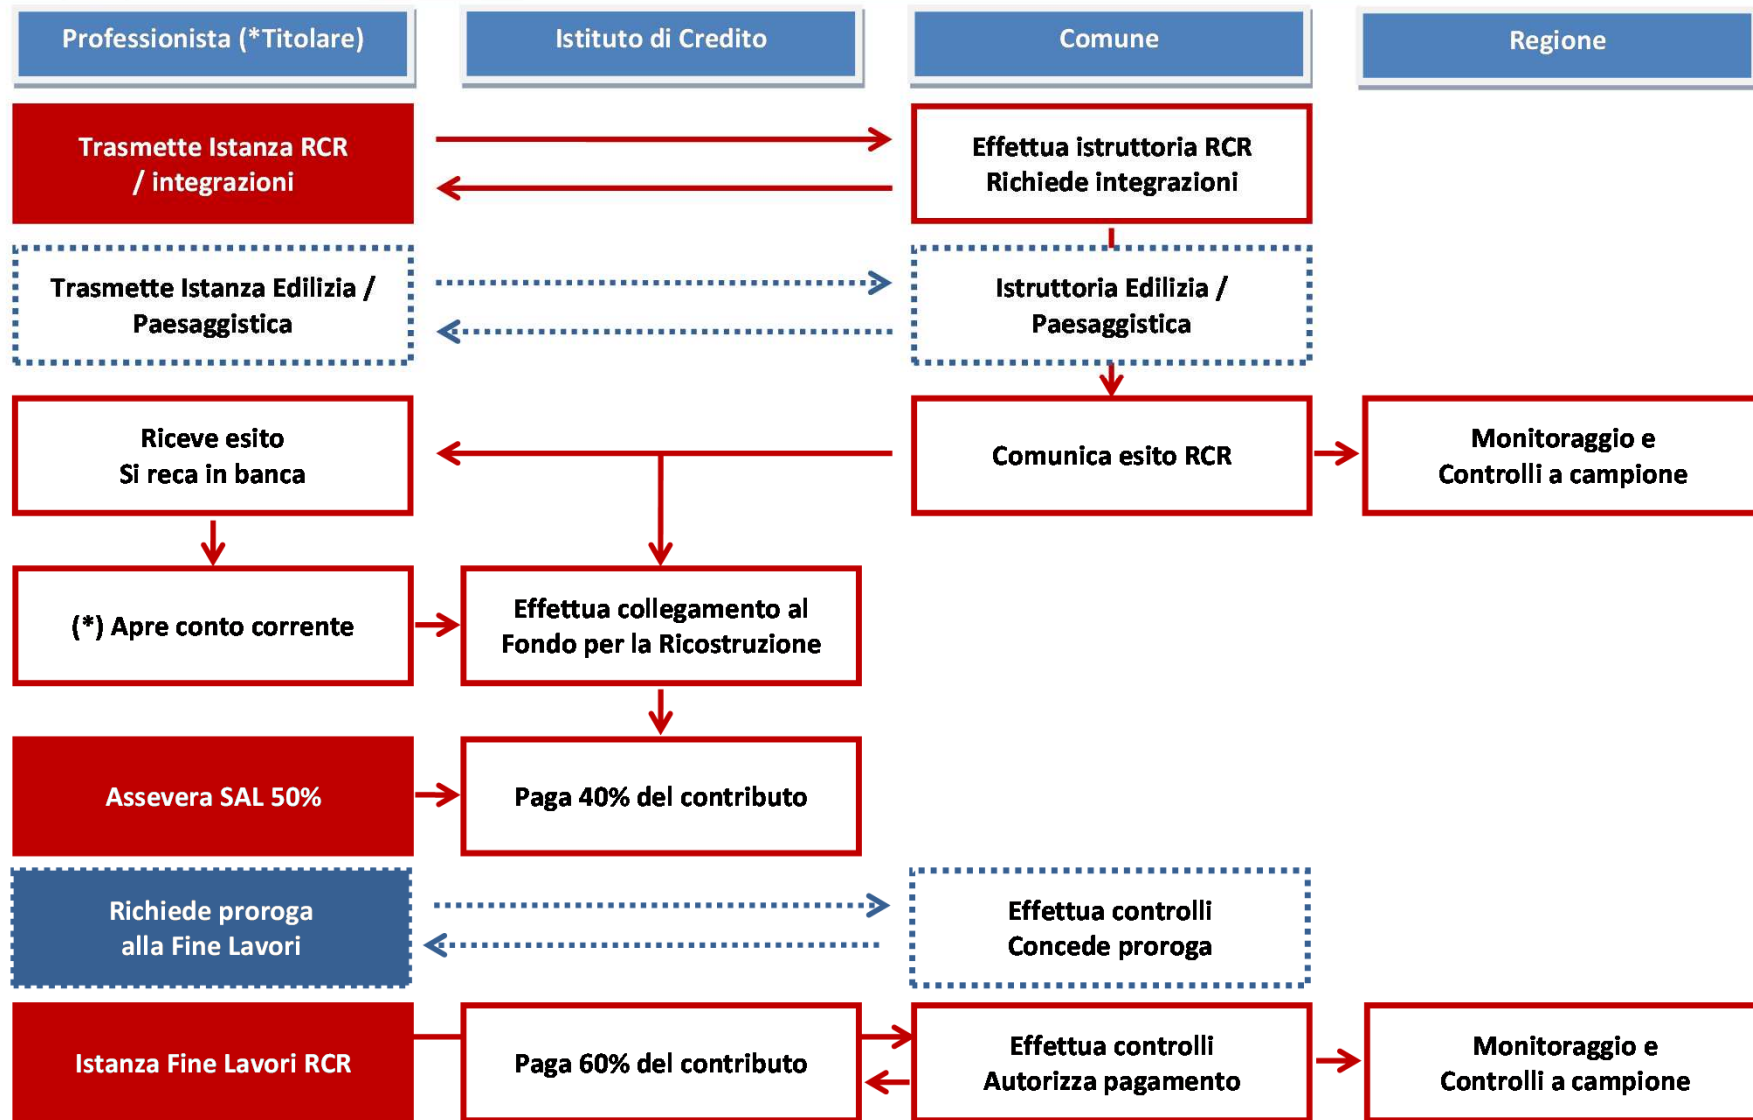 Professionista (*Titolare)
Istituto di Credito
Comune
Regione
Trasmette Istanza RCR
/ integrazioni
Effettua istruttoria RCR
Richiede integrazioni
Trasmette Istanza Edilizia /
Paesaggistica
Istruttoria Edilizia /
Paesaggistica
Riceve esito
Si reca in banca
Comunica esito RCR
Monitoraggio e
Controlli a campione
(*) Apre conto corrente
Effettua collegamento al
Fondo per la Ricostruzione
Assevera SAL 50%
Paga 40% del contributo
Richiede proroga
alla Fine Lavori
Effettua controlli
Concede proroga
Istanza Fine Lavori RCR
Paga 60% del contributo
Effettua controlli
Autorizza pagamento
Monitoraggio e
Controlli a campione